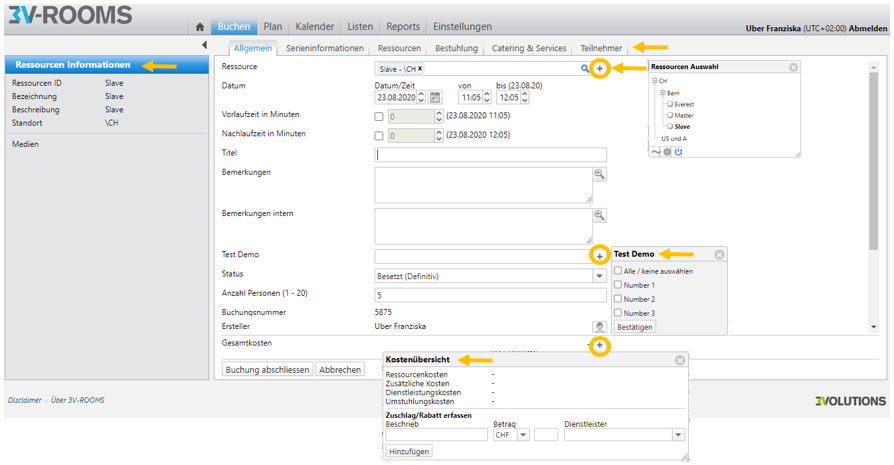 3V-ROOMS
Buchen Plan Kalender Listen Reports Einstellungen
Uber Franziska (UTC+02:00) Abmelden
Allgemein Serieninformationen Ressourcen Bestuhlung Catering & Services Teilnehmer
Ressourcen Informationen
Ressourcen ID Slave
Bezeichnung Slave
Beschreibung Slave
Standort \CH
Medien
Ressource Slave - \CH x
Datum Datum/Zeit von bis (23.08.20)
23.08.2020 11:05 12:05
Vorlaufzeit in Minuten 0 (23.08.2020 11:05)
Nachlaufzeit in Minuten 0 (23.08.2020 12:05)
Titel
Bemerkungen
Bemerkungen intern
Test Demo
Status Besetzt (Definitiv)
Anzahl Personen (1 - 20) 5
Buchungsnummer 5875
Ersteller Uber Franziska
Gesamtkosten -
Buchung abschliessen Abbrechen
Ressourcen Auswahl
CH
Bern
Everest
Master
Slave
US und A
Test Demo
Alle / keine auswählen
Number 1
Number 2
Number 3
Bestätigen
Kostenübersicht
Ressourcenkosten -
Zusätzliche Kosten -
Dienstleistungskosten -
Umstuhlungskosten -
Zuschlag/Rabatt erfassen
Beschrieb Betrag Dienstleister
CHF
Hinzufügen
Disclaimer - Über 3V-ROOMS
3VOLUTIONS